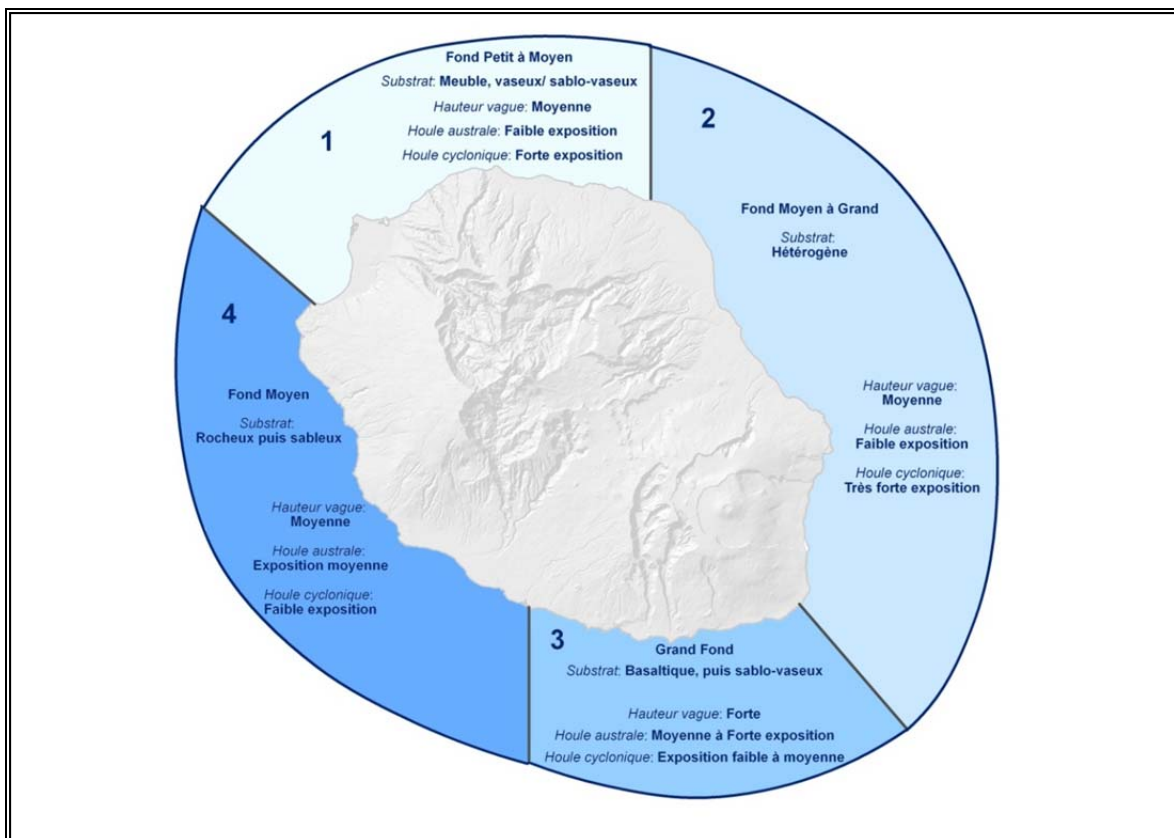 1
Fond Petit à Moyen
Substrat: Meuble, vaseux/ sablo-vaseux
Hauteur vague: Moyenne
Houle australe: Faible exposition
Houle cyclonique: Forte exposition
2
Fond Moyen à Grand
Substrat:
Hétérogène
Hauteur vague:
Moyenne
Houle australe:
Faible exposition
Houle cyclonique:
Très forte exposition
3
Grand Fond
Substrat: Basaltique, puis sablo-vaseux
Hauteur vague: Forte
Houle australe: Moyenne à Forte exposition
Houle cyclonique: Exposition faible à moyenne
4
Fond Moyen
Substrat:
Rocheux puis sableux
Hauteur vague:
Moyenne
Houle australe:
Exposition moyenne
Houle cyclonique:
Faible exposition